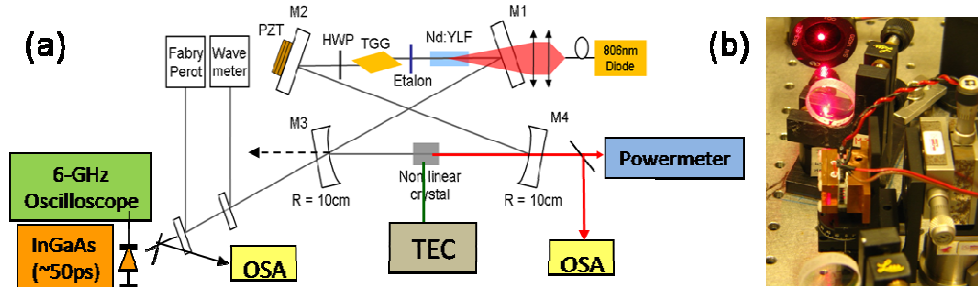 (a)
Fabry
Perot
Wave
meter
PZT
M2
HWP
TGG
Etalon
Nd:YLF
M1
806nm
Diode
(b)
M3
R = 10cm
Non linear
crystal
M4
R = 10cm
Powermeter
6-GHz
Oscilloscope
InGaAs
(~50ps)
OSA
TEC
OSA